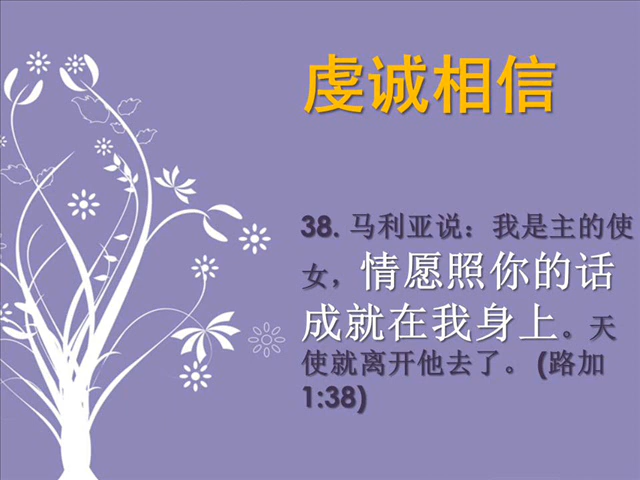 虔诚相信
38. 马利亚说：我是主的使
女，情愿照你的话
成就在我身上。天
使就离开他去了。 (路加
1:38)